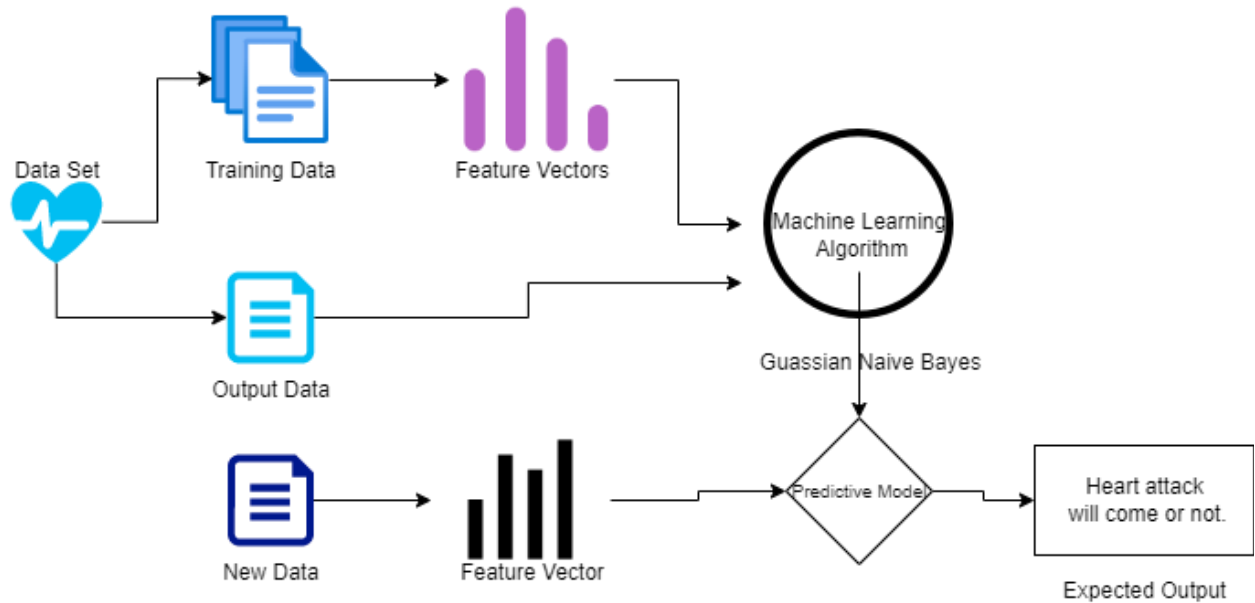 Data Set
Training Data
Feature Vectors
Machine Learning
Algorithm
Guassian Naive Bayes
Output Data
New Data
Feature Vector
Predictive Model
Heart attack
will come or not.
Expected Output